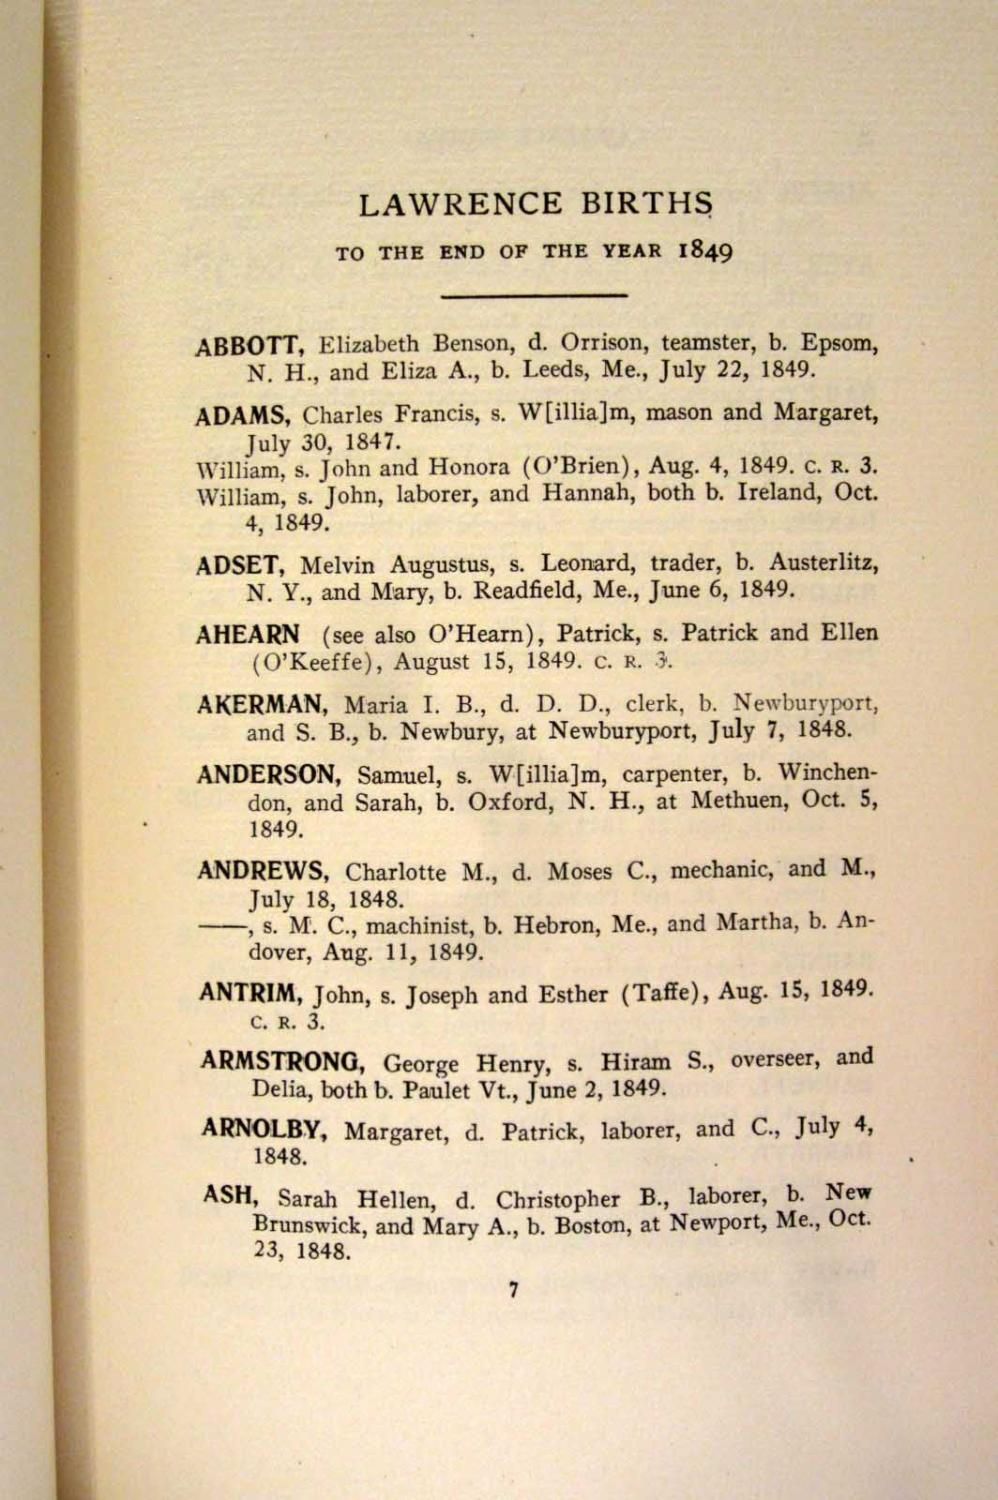 LAWRENCE BIRTHS
TO THE END OF THE YEAR 1849
ABBOTT, Elizabeth Benson, d. Orrison, teamster, b. Epsom,
N. H., and Eliza A., b. Leeds, Me., July 22, 1849.
ADAMS, Charles Francis, s. W[illia]m, mason and Margaret,
July 30, 1847.
William, s. John and Honora (O'Brien), Aug. 4, 1849. C. R. 3.
William, s. John, laborer, and Hannah, both b. Ireland, Oct.
4, 1849.
ADSET, Melvin Augustus, s. Leonard, trader, b. Austerlitz,
N. Y., and Mary, b. Readfield, Me., June 6, 1849.
AHEARN (see also O'Hearn), Patrick, s. Patrick and Ellen
(O'Keeffe), August 15, 1849. C. R. 3.
AKERMAN, Maria I. B., d. D. D., clerk, b. Newburyport,
and S. B., b. Newbury, at Newburyport, July 7, 1848.
ANDERSON, Samuel, s. W[illia]m, carpenter, b. Winchen-
don, and Sarah, b. Oxford, N. H., at Methuen, Oct. 5,
1849.
ANDREWS, Charlotte M., d. Moses C., mechanic, and M.,
July 18, 1848.
——, s. M. C., machinist, b. Hebron, Me., and Martha, b. An-
dover, Aug. 11, 1849.
ANTRIM, John, s. Joseph and Esther (Taffe), Aug. 15, 1849.
C. R. 3.
ARMSTRONG, George Henry, s. Hiram S., overseer, and
Delia, both b. Paulet Vt., June 2, 1849.
ARNOLBY, Margaret, d. Patrick, laborer, and C., July 4,
1848.
ASH, Sarah Hellen, d. Christopher B., laborer, b. New
Brunswick, and Mary A., b. Boston, at Newport, Me., Oct.
23, 1848.
7